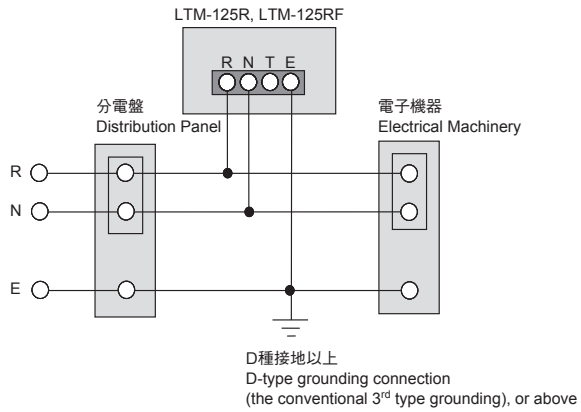 LTM-125R, LTM-125RF
R N T E
分電盤
Distribution Panel
電子機器
Electrical Machinery
R
N
E
D種接地以上
D-type grounding connection
(the conventional 3rd type grounding), or above